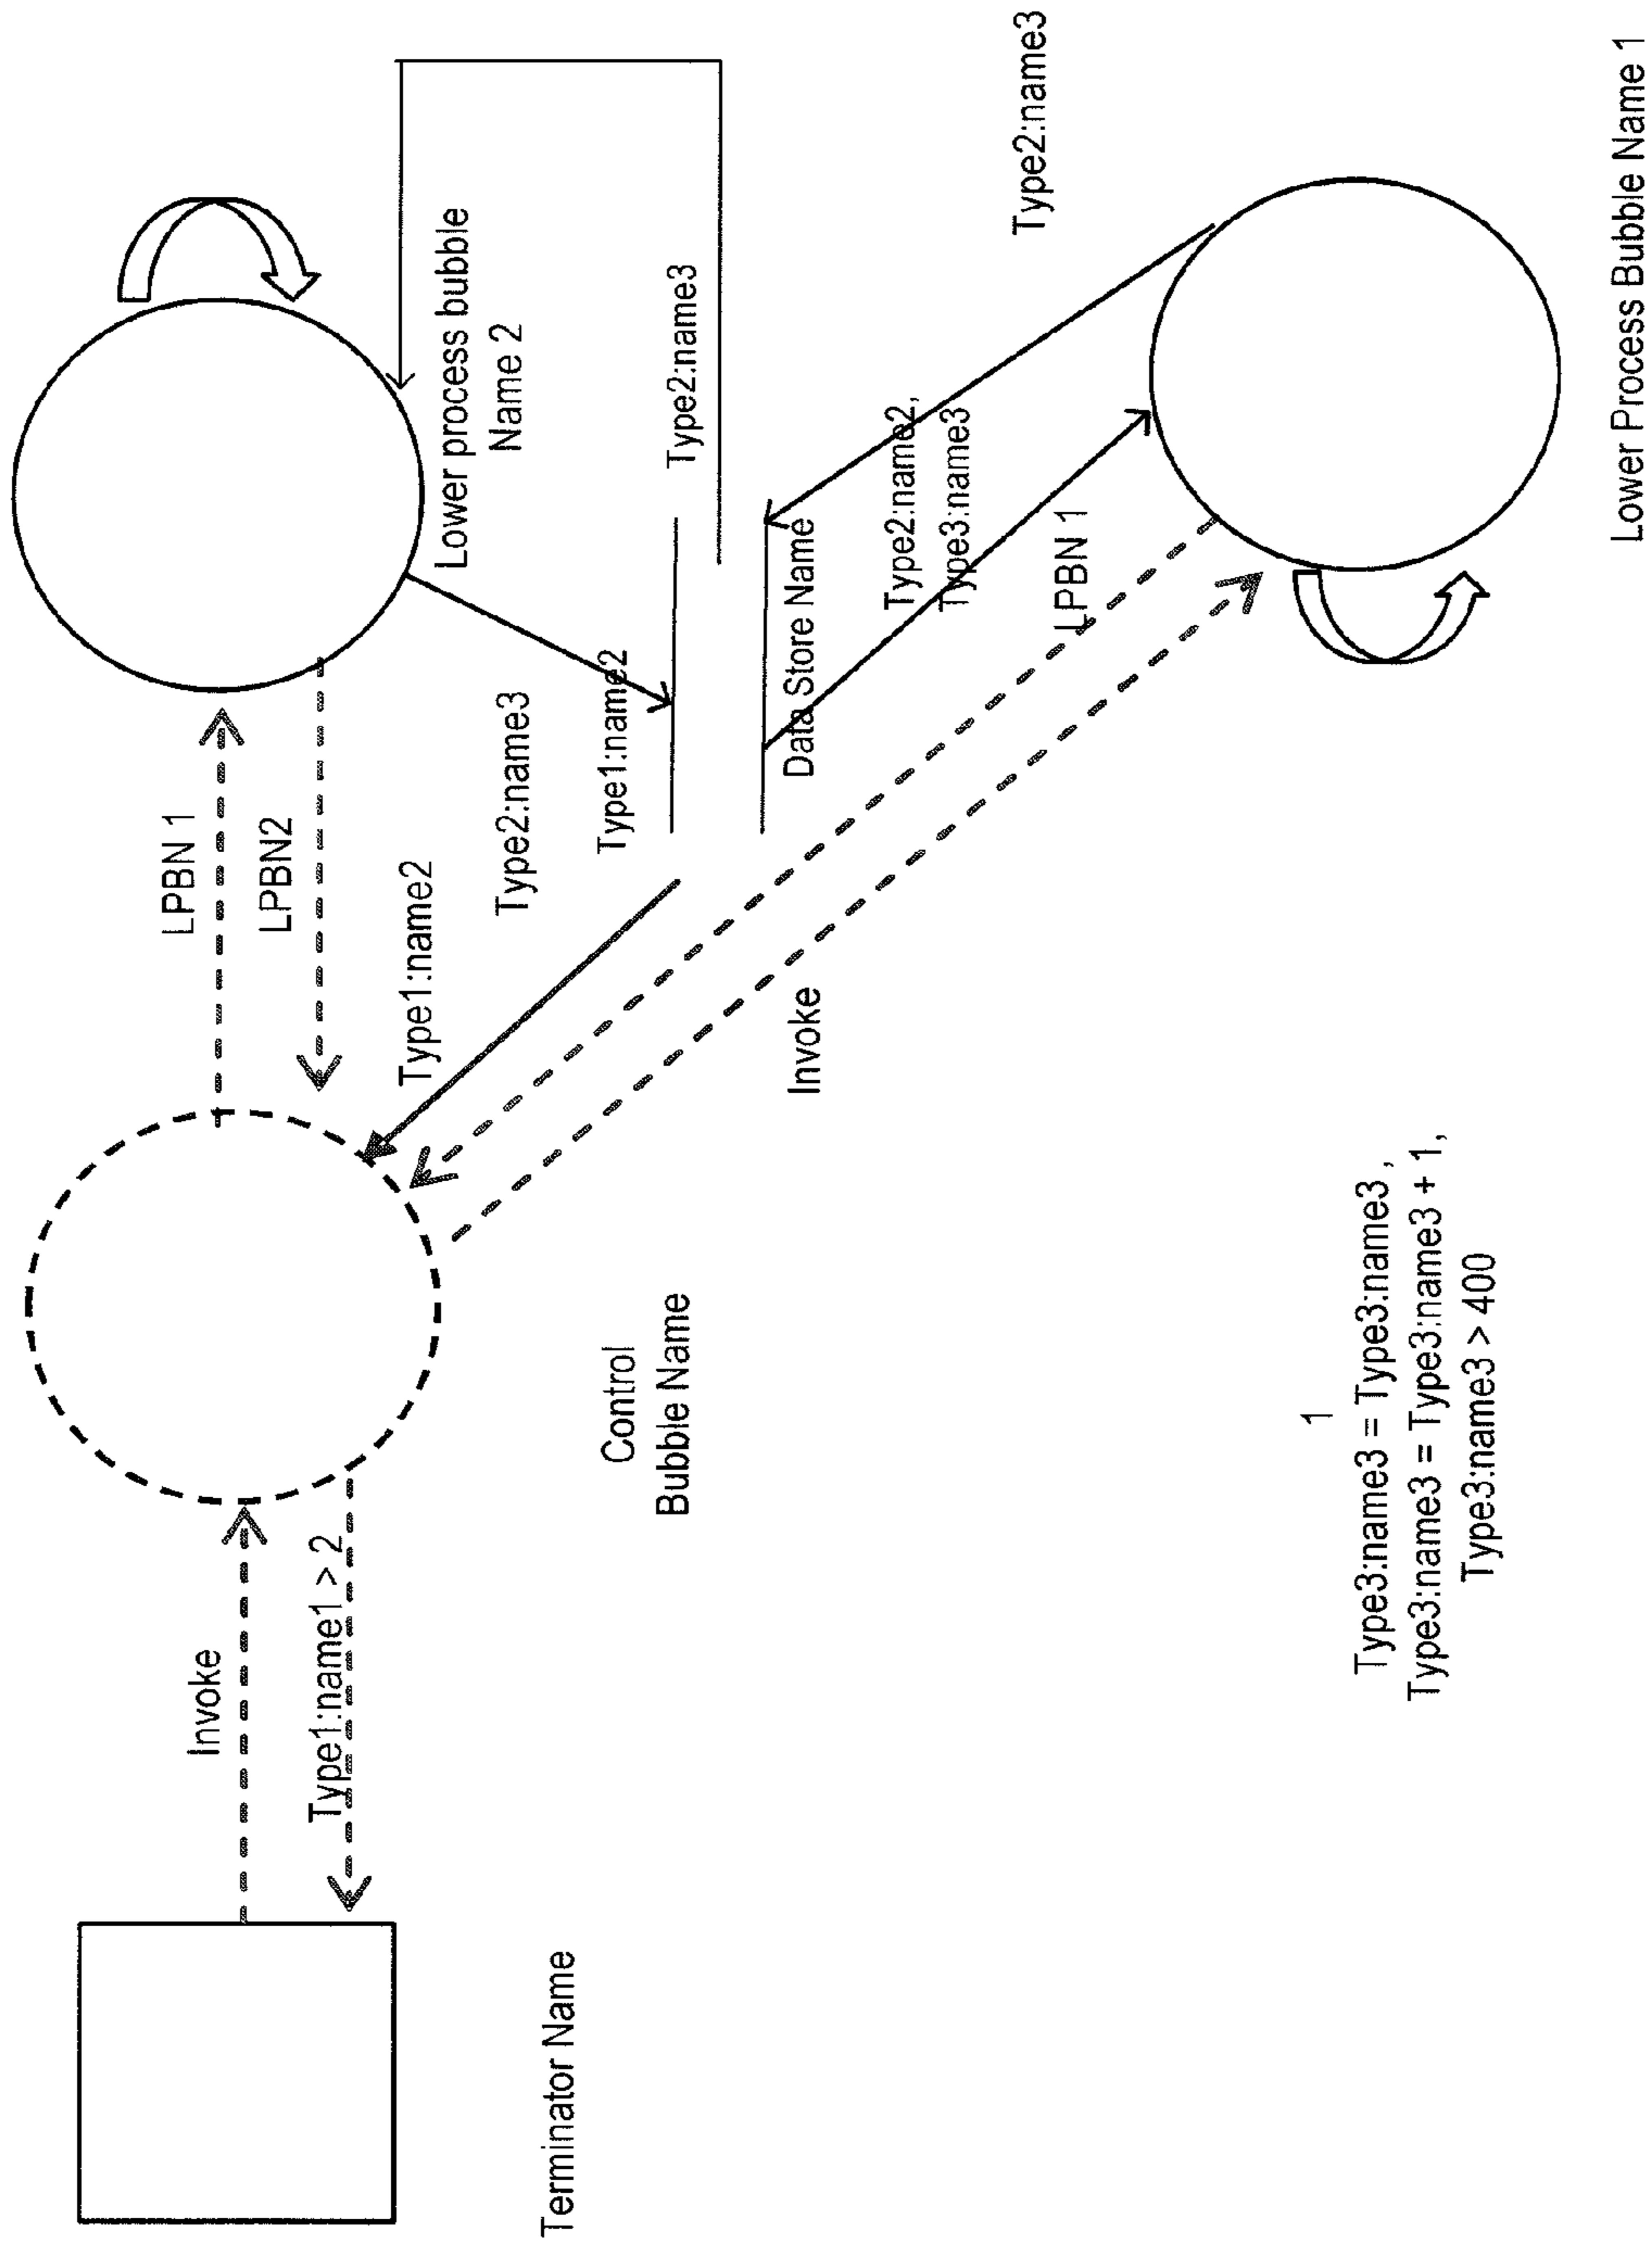 LPBN 1
LPBN2
Invoke
Type1:name1 > 2
Type1:name2
Lower process bubble
Name 2
Type2:name3
Type1:name2
Type2:name3
Control
Bubble Name
Terminator Name
Data Store Name
Invoke
Type2:name2,
Type3:name3
Type2:name3
LPBN 1
1
Type3:name3 = Type3:name3 ,
Type3:name3 = Type3:name3 + 1,
Type3:name3 > 400
Lower Process Bubble Name 1